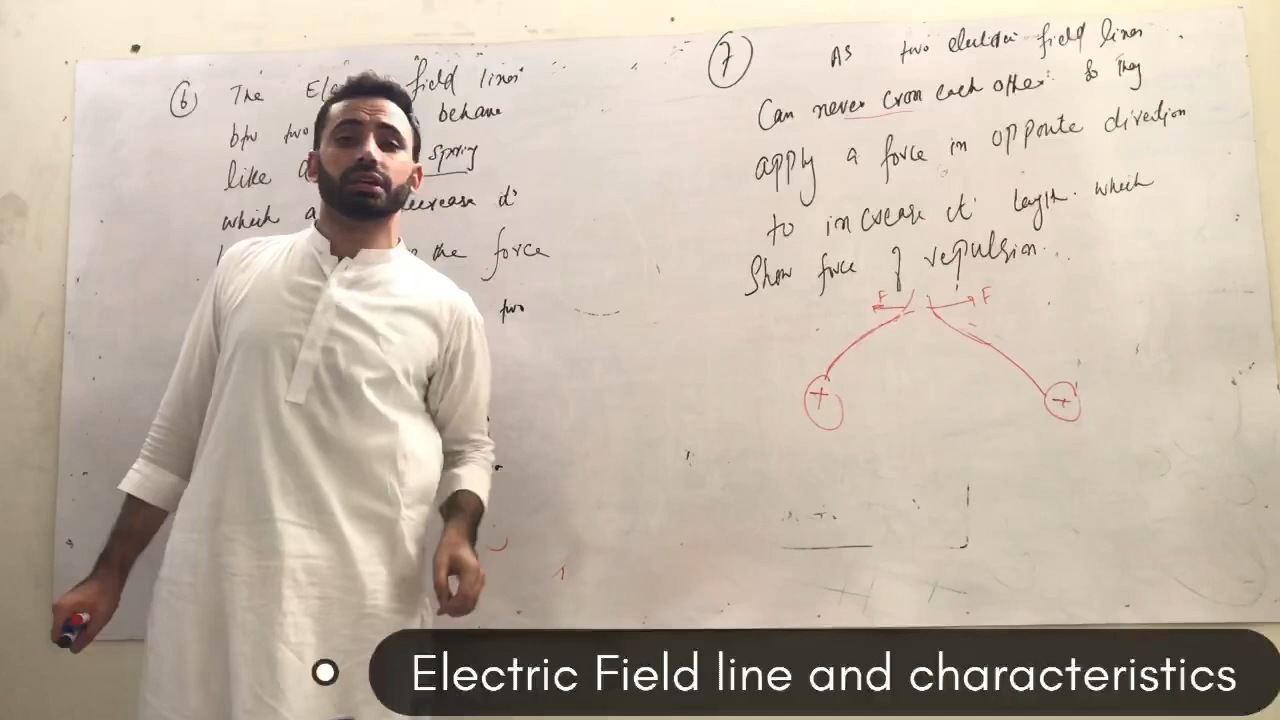 6 The Ele field lines
btw two behave
like a spring
which a decrease it's
the force
two
7 As two electric field lines
Can never cross each other. So they
apply a force in opposite direction
to increase it' length. which
Show force of repulsion.
F F
+ +
Electric Field line and characteristics